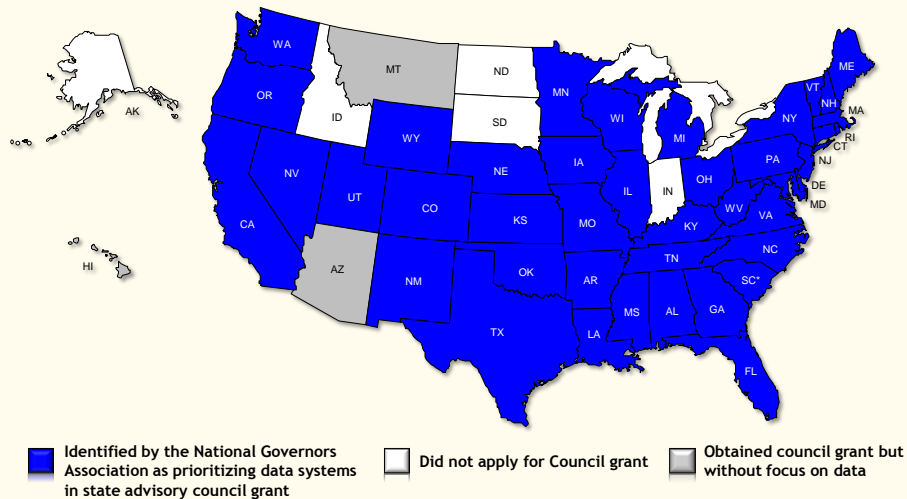 WA
ME
MT
ND
VT
MN
OR
NH
MA
AK
ID
WI
NY
SD
RI
MI
CT
WY
PA
IA
NJ
NE
OH
IN
DE
NV
IL
MD
UT
WV
CO
VA
CA
KS
MO
KY
HI
NC
TN
AZ
OK
NM
AR
SC*
MS
AL
GA
TX
LA
FL
Identified by the National Governors
Association as prioritizing data systems
in state advisory council grant
Did not apply for Council grant
Obtained council grant but
without focus on data